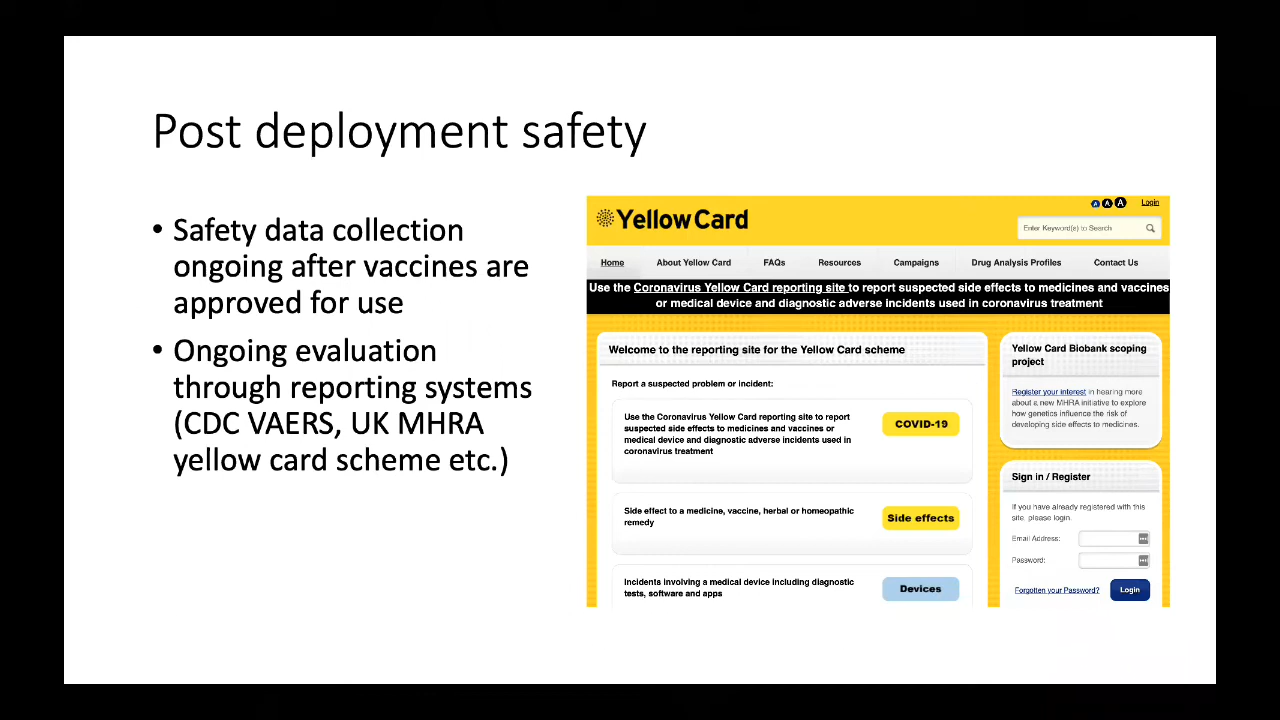 Post deployment safety
• Safety data collection
ongoing after vaccines are
approved for use
• Ongoing evaluation
through reporting systems
(CDC VAERS, UK MHRA
yellow card scheme etc.)
YellowCard
A A A
Login
Enter Keyword(s) to Search
Home
About Yellow Card
FAQs
Resources
Campaigns
Drug Analysis Profiles
Contact Us
Use the Coronavirus Yellow Card reporting site to report suspected side effects to medicines and vaccines
or medical device and diagnostic adverse incidents used in coronavirus treatment
Welcome to the reporting site for the Yellow Card scheme
Report a suspected problem or incident:
Use the Coronavirus Yellow Card reporting site to report
suspected side effects to medicines and vaccines or
medical device and diagnostic adverse incidents used in
coronavirus treatment
COVID-19
Side effect to a medicine, vaccine, herbal or homeopathic
remedy
Side effects
Incidents involving a medical device including diagnostic
tests, software and apps
Devices
Yellow Card Biobank scoping
project
Register your interest in hearing more
about a new MHRA initiative to explore
how genetics influence the risk of
developing side effects to medicines.
Sign in / Register
If you have already registered with this
site, please login.
Email Address:
Password:
Forgotten your Password?
Login